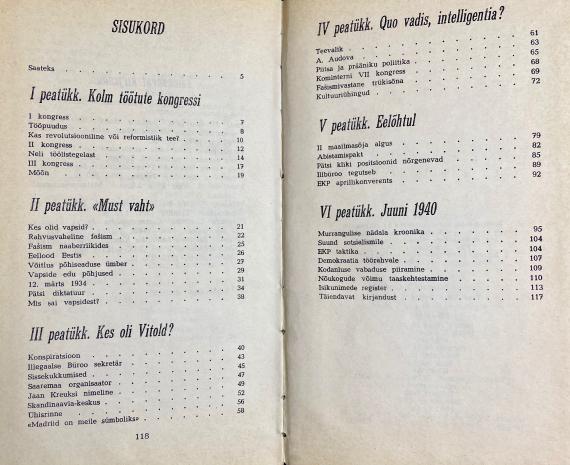 SISUKORD
Saateks . . . . . . . . . . . . 5
I peatükk. Kolm töötute kongressi
I kongress . . . . . . . . . . . . 7
Tööpuudus . . . . . . . . . . . . 8
Kas revolutsiooniline või reformistlik tee? . . . . . . 10
II kongress . . . . . . . . . . . . 12
Neli töölistegelast . . . . . . . . . . . . 14
III kongress . . . . . . . . . . . . 17
Mõõn . . . . . . . . . . . . 19
II peatükk. «Must vaht»
Kes olid vapsid? . . . . . . . . . . . . 21
Rahvusvaheline fašism . . . . . . . . . . . . 22
Fašism naaberriikides . . . . . . . . . . . . 25
Eellood Eestis . . . . . . . . . . . . 26
Võitlus põhiseaduse ümber . . . . . . . . . . . . 27
Vapside edu põhjused . . . . . . . . . . . . 29
12. märts 1934 . . . . . . . . . . . . 31
Pätsi diktatuur . . . . . . . . . . . . 34
Mis sai vapsidest? . . . . . . . . . . . . 38
III peatükk. Kes oli Vitold?
Konspiratsioon . . . . . . . . . . . . 40
Illegaalse Büroo sekretär . . . . . . . . . . . . 43
Sissekukkumised . . . . . . . . . . . . 45
Saaremaa organisaator . . . . . . . . . . . . 47
Jaan Kreuksi nimeline . . . . . . . . . . . . 49
Skandinaavia-keskus . . . . . . . . . . . . 52
Ühisrinne . . . . . . . . . . . . 56
«Madriid on meile sümboliks» . . . . . . . . . . . . 58
118
IV peatükk. Quo vadis, intelligentia?
Teevalik . . . . . . . . . . . . 61
A. Audova . . . . . . . . . . . . 63
Piitsa ja prääniku poliitika . . . . . . . . . . . . 65
Kominterni VII kongress . . . . . . . . . . . . 68
Fašismivastane trükisõna . . . . . . . . . . . . 69
Kultuuriühingud . . . . . . . . . . . . 72
V peatükk. Eelõhtul
II maailmasõja algus . . . . . . . . . . . . 79
Abistamispakt . . . . . . . . . . . . 82
Pätsi kliki positsioonid nõrgenevad . . . . . . . . 85
Illbüroo tegutseb . . . . . . . . . . . . 89
EKP aprillikonverents . . . . . . . . . . . . 92
VI peatükk. Juuni 1940
Murrangulise nädala kroonika . . . . . . . . . . . . 95
Suund sotsialismile . . . . . . . . . . . . 104
EKP taktika . . . . . . . . . . . . 104
Demokraatia töörahvale . . . . . . . . . . . . 107
Kodanluse vabaduse piiramine . . . . . . . . . . . . 109
Nõukogude võimu taaskehtestamine . . . . . . . . 110
Isikunimede register . . . . . . . . . . . . 113
Täiendavat kirjandust . . . . . . . . . . . . 117